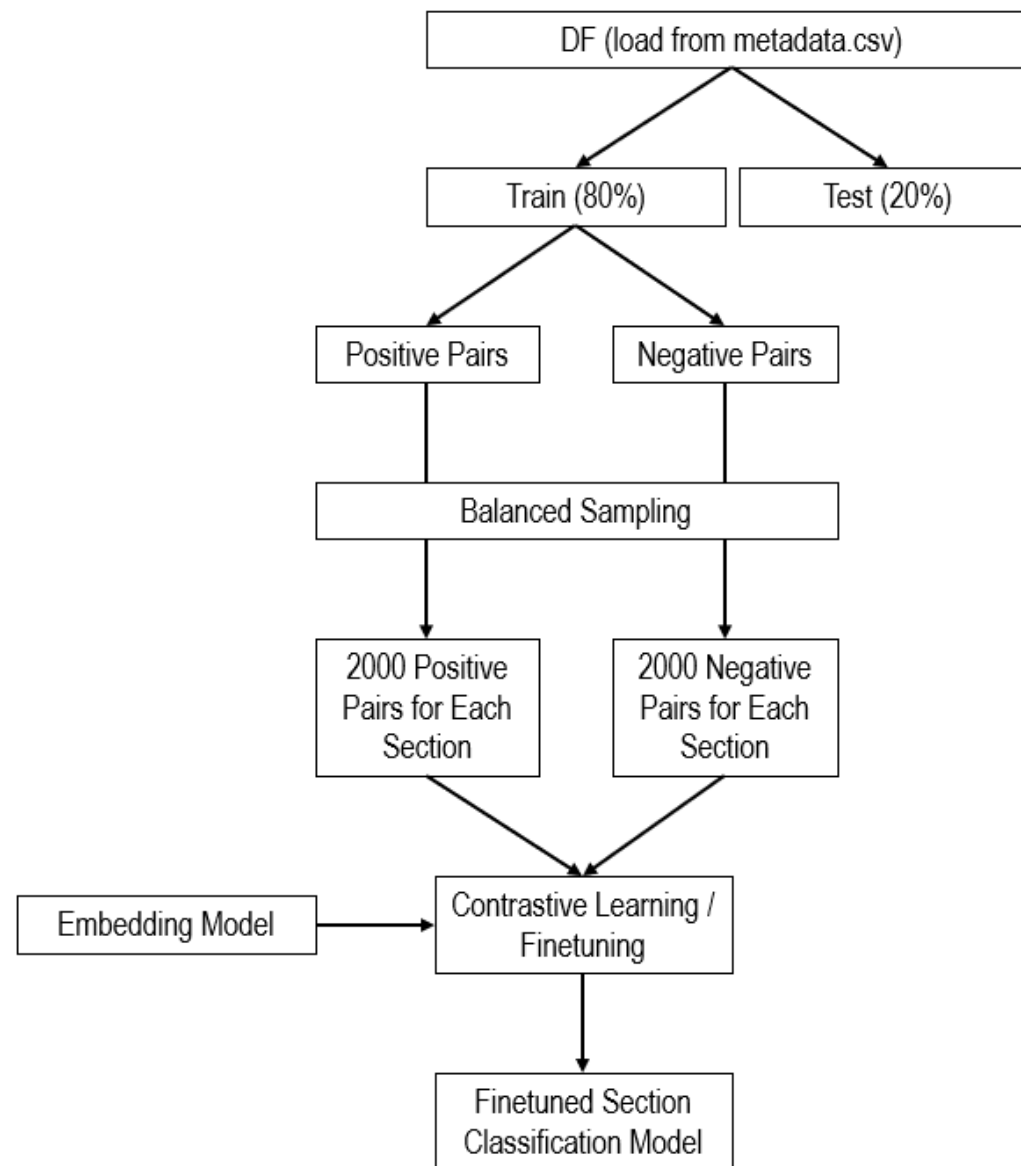 DF (load from metadata.csv)
Train (80%)
Test (20%)
Positive Pairs
Negative Pairs
Balanced Sampling
2000 Positive
Pairs for Each
Section
2000 Negative
Pairs for Each
Section
Embedding Model
Contrastive Learning /
Finetuning
Finetuned Section
Classification Model